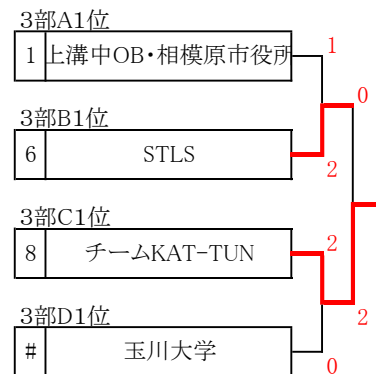 3部A1位
1 上溝中OB・相模原市役所 1
0
3部B1位
6 STLS 2
3部C1位
8 チームKAT-TUN 2
2
3部D1位
# 玉川大学 0